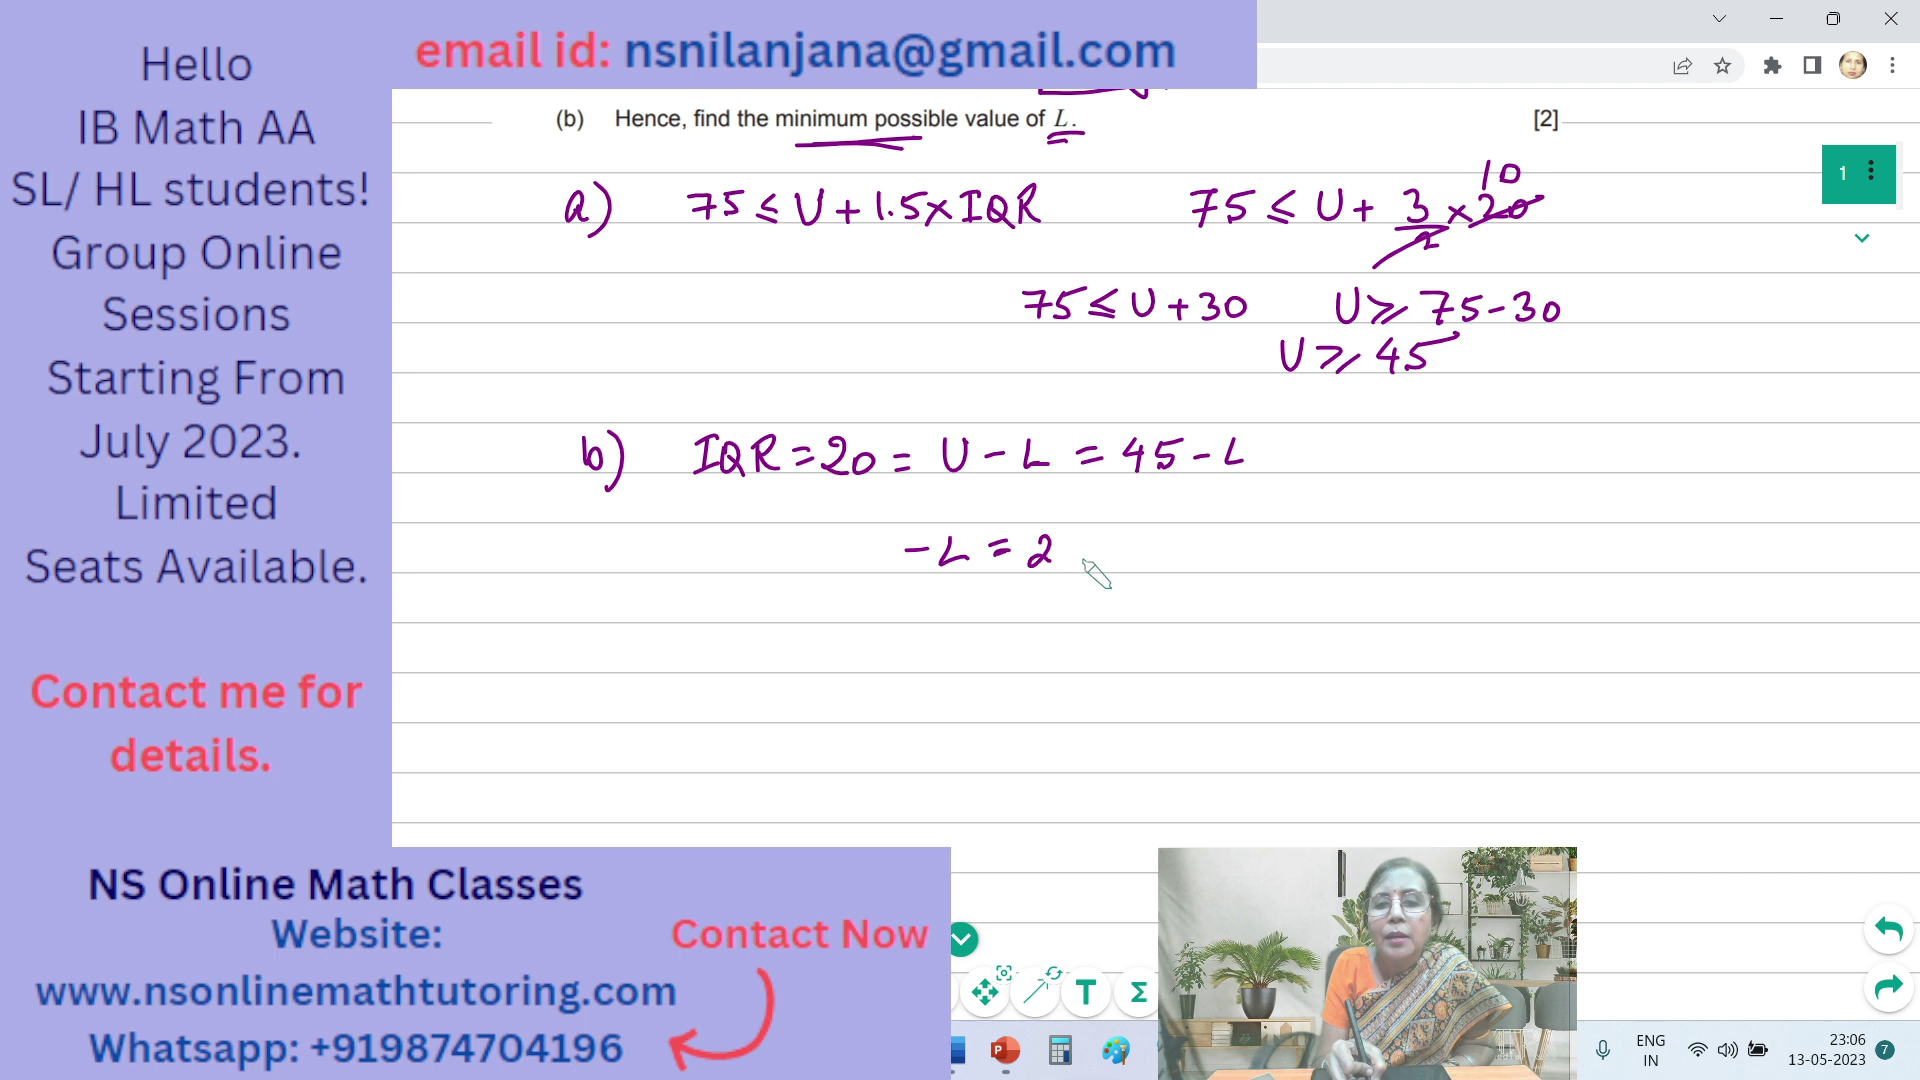 Hello
IB Math AA
SL/ HL students!
Group Online
Sessions
Starting From
July 2023.
Limited
Seats Available.
Contact me for
details.
email id: nsnilanjana@gmail.com
(b) Hence, find the minimum possible value of L. [2]
a) 75 ≤ U + 1.5 × IQR
75 ≤ U + 3/2 × 20 10
75 ≤ U + 30
U ≥ 75 - 30
U ≥ 45
b) IQR = 20 = U - L = 45 - L
- L = 2
1
NS Online Math Classes
Website:
www.nsonlinemathtutoring.com
Whatsapp: +919874704196
Contact Now
T
Σ
P
ENG
IN
23:06
13-05-2023
7